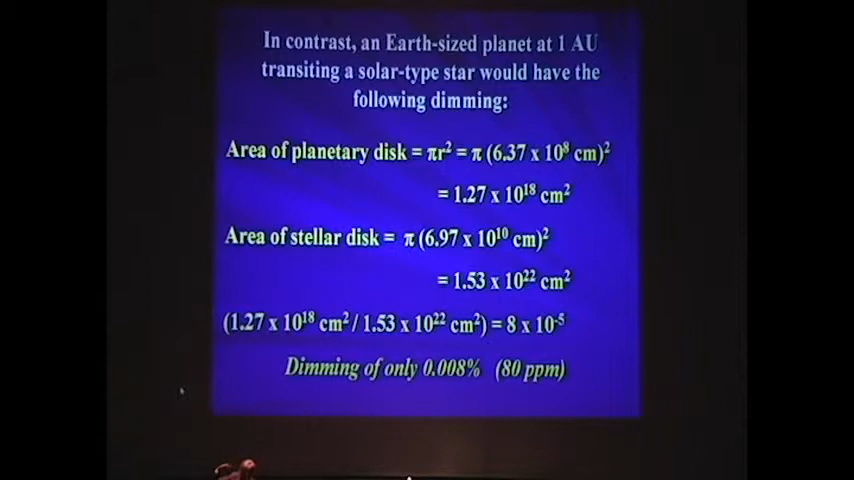 In contrast, an Earth-sized planet at 1 AU
transiting a solar-type star would have the
following dimming:
Area of planetary disk = πr² = π (6.37 x 10⁸ cm)²
= 1.27 x 10¹⁸ cm²
Area of stellar disk = π (6.97 x 10¹⁰ cm)²
= 1.53 x 10²² cm²
(1.27 x 10¹⁸ cm² / 1.53 x 10²² cm²) = 8 x 10⁻⁵
Dimming of only 0.008% (80 ppm)